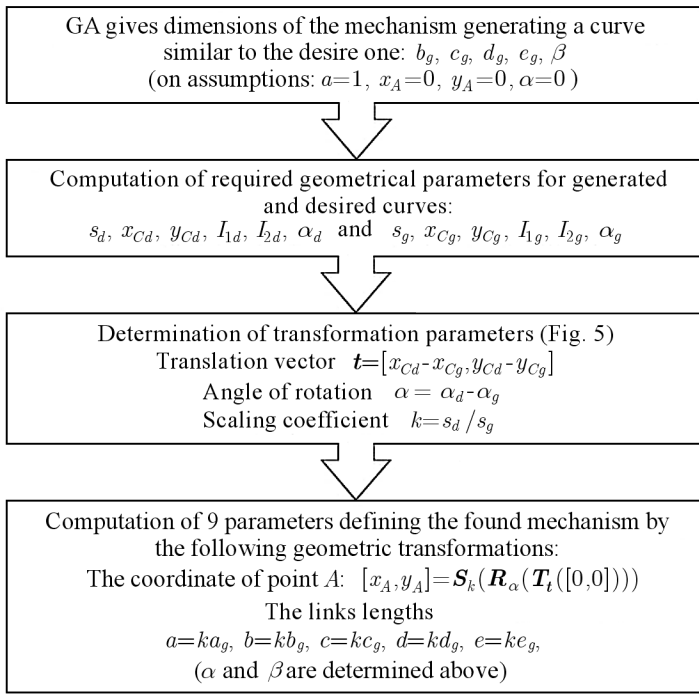 GA gives dimensions of the mechanism generating a curve
similar to the desire one: b_g, c_g, d_g, e_g, β
(on assumptions: a=1, x_A=0, y_A=0, α=0 )
Computation of required geometrical parameters for generated
and desired curves:
s_d, x_Cd, y_Cd, I_1d, I_2d, α_d and s_g, x_Cg, y_Cg, I_1g, I_2g, α_g
Determination of transformation parameters (Fig. 5)
Translation vector t=[x_Cd-x_Cg,y_Cd-y_Cg]
Angle of rotation α = α_d-α_g
Scaling coefficient k=s_d/s_g
Computation of 9 parameters defining the found mechanism by
the following geometric transformations:
The coordinate of point A: [x_A,y_A]=S_k(R_α(T_t([0,0])))
The links lengths
a=ka_g, b=kb_g, c=kc_g, d=kd_g, e=ke_g,
(α and β are determined above)